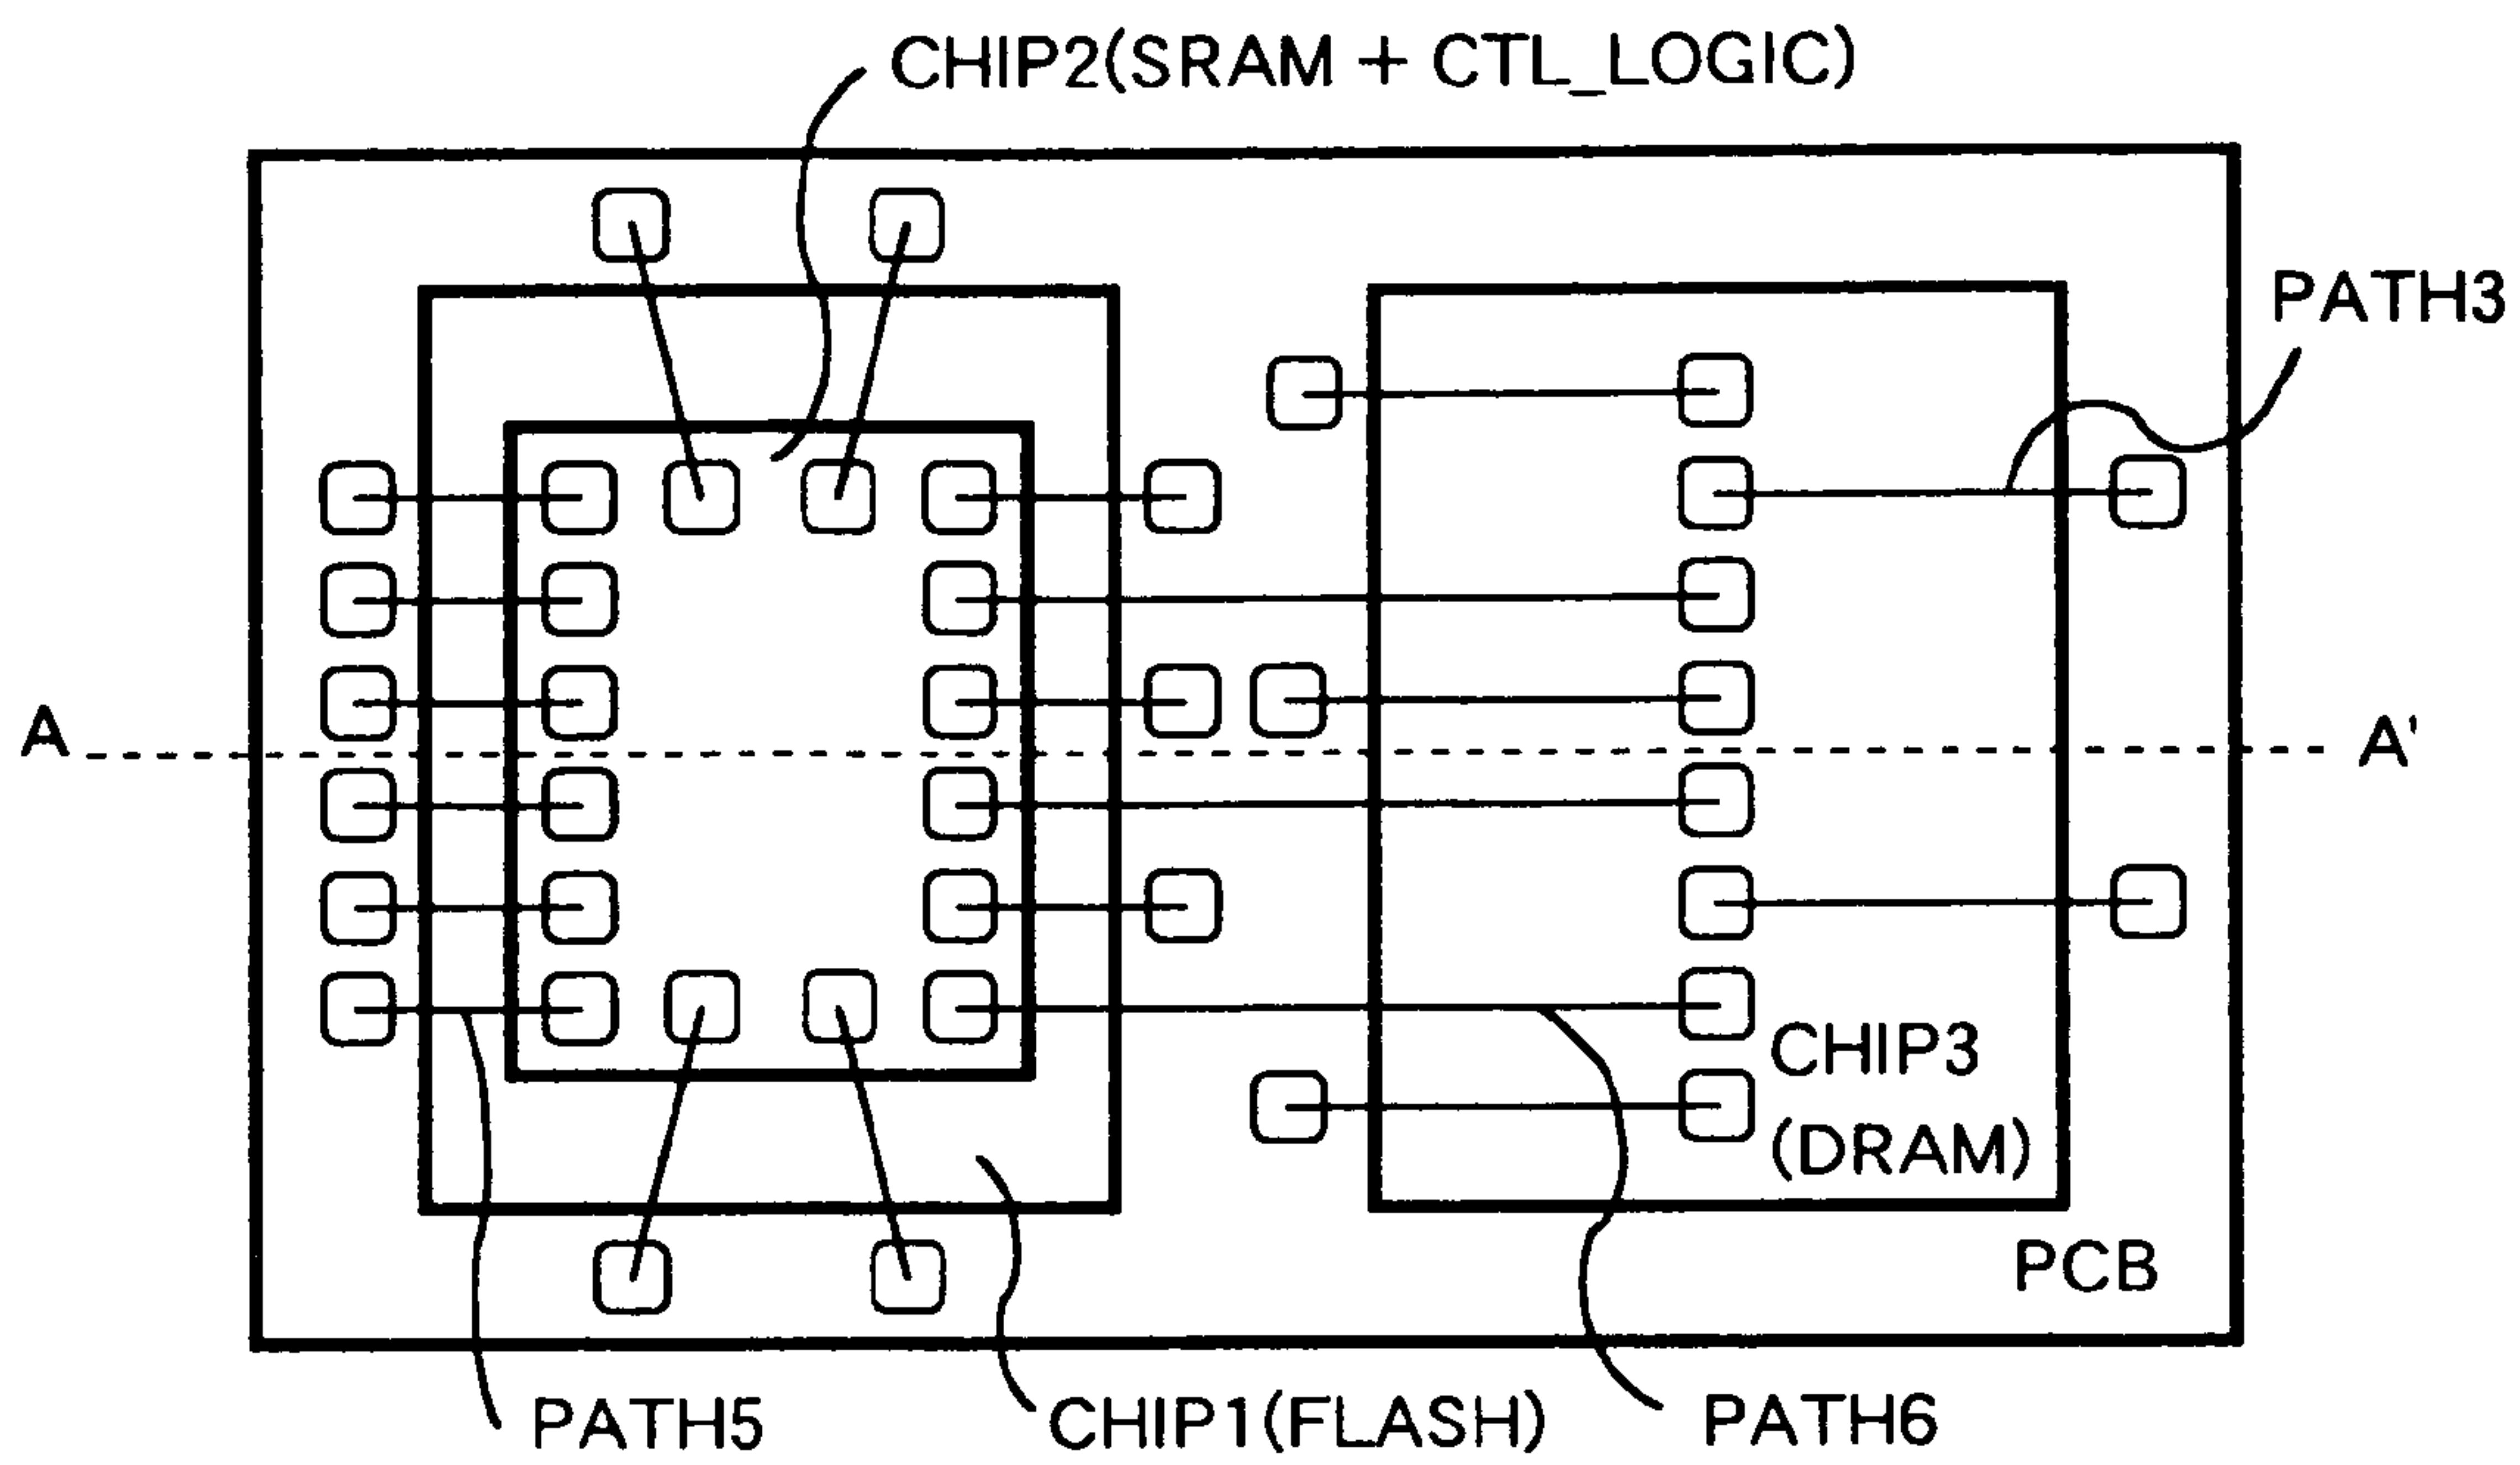 CHIP2(SRAM + CTL_LOGIC)
PATH3
A
A'
CHIP3
(DRAM)
PCB
PATH5
CHIP1(FLASH)
PATH6